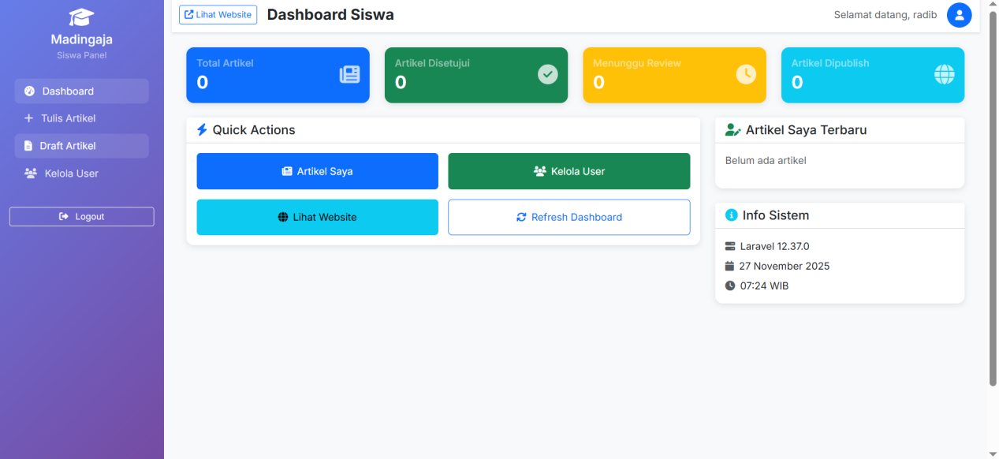 Madingaja
Siswa Panel
Dashboard
Tulis Artikel
Draft Artikel
Kelola User
Logout
Lihat Website
Dashboard Siswa
Selamat datang, radib
Total Artikel
0
Artikel Disetujui
0
Menunggu Review
0
Artikel Dipublish
0
Quick Actions
Artikel Saya
Kelola User
Lihat Website
Refresh Dashboard
Artikel Saya Terbaru
Belum ada artikel
Info Sistem
Laravel 12.37.0
27 November 2025
07:24 WIB